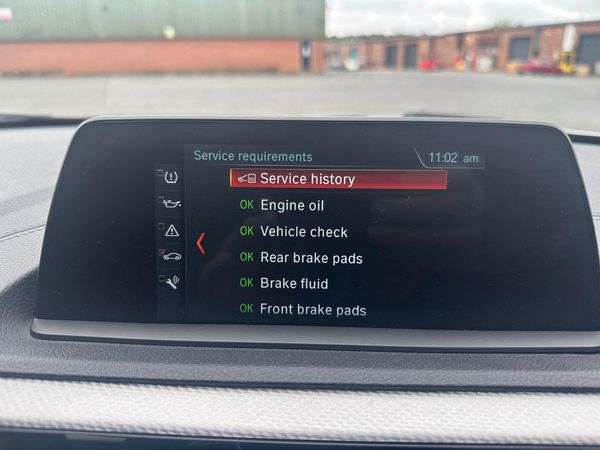 Service requirements 11:02 am
Service history
OK Engine oil
OK Vehicle check
OK Rear brake pads
OK Brake fluid
OK Front brake pads